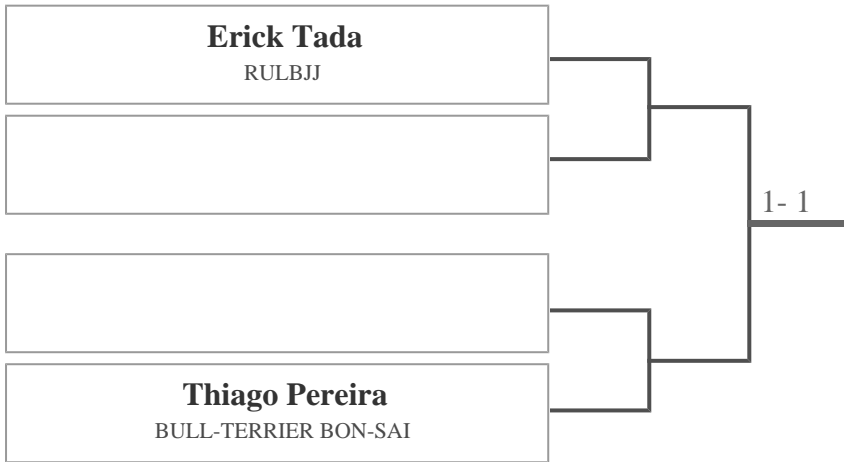 Erick Tada
RULBJJ
1- 1
Thiago Pereira
BULL-TERRIER BON-SAI